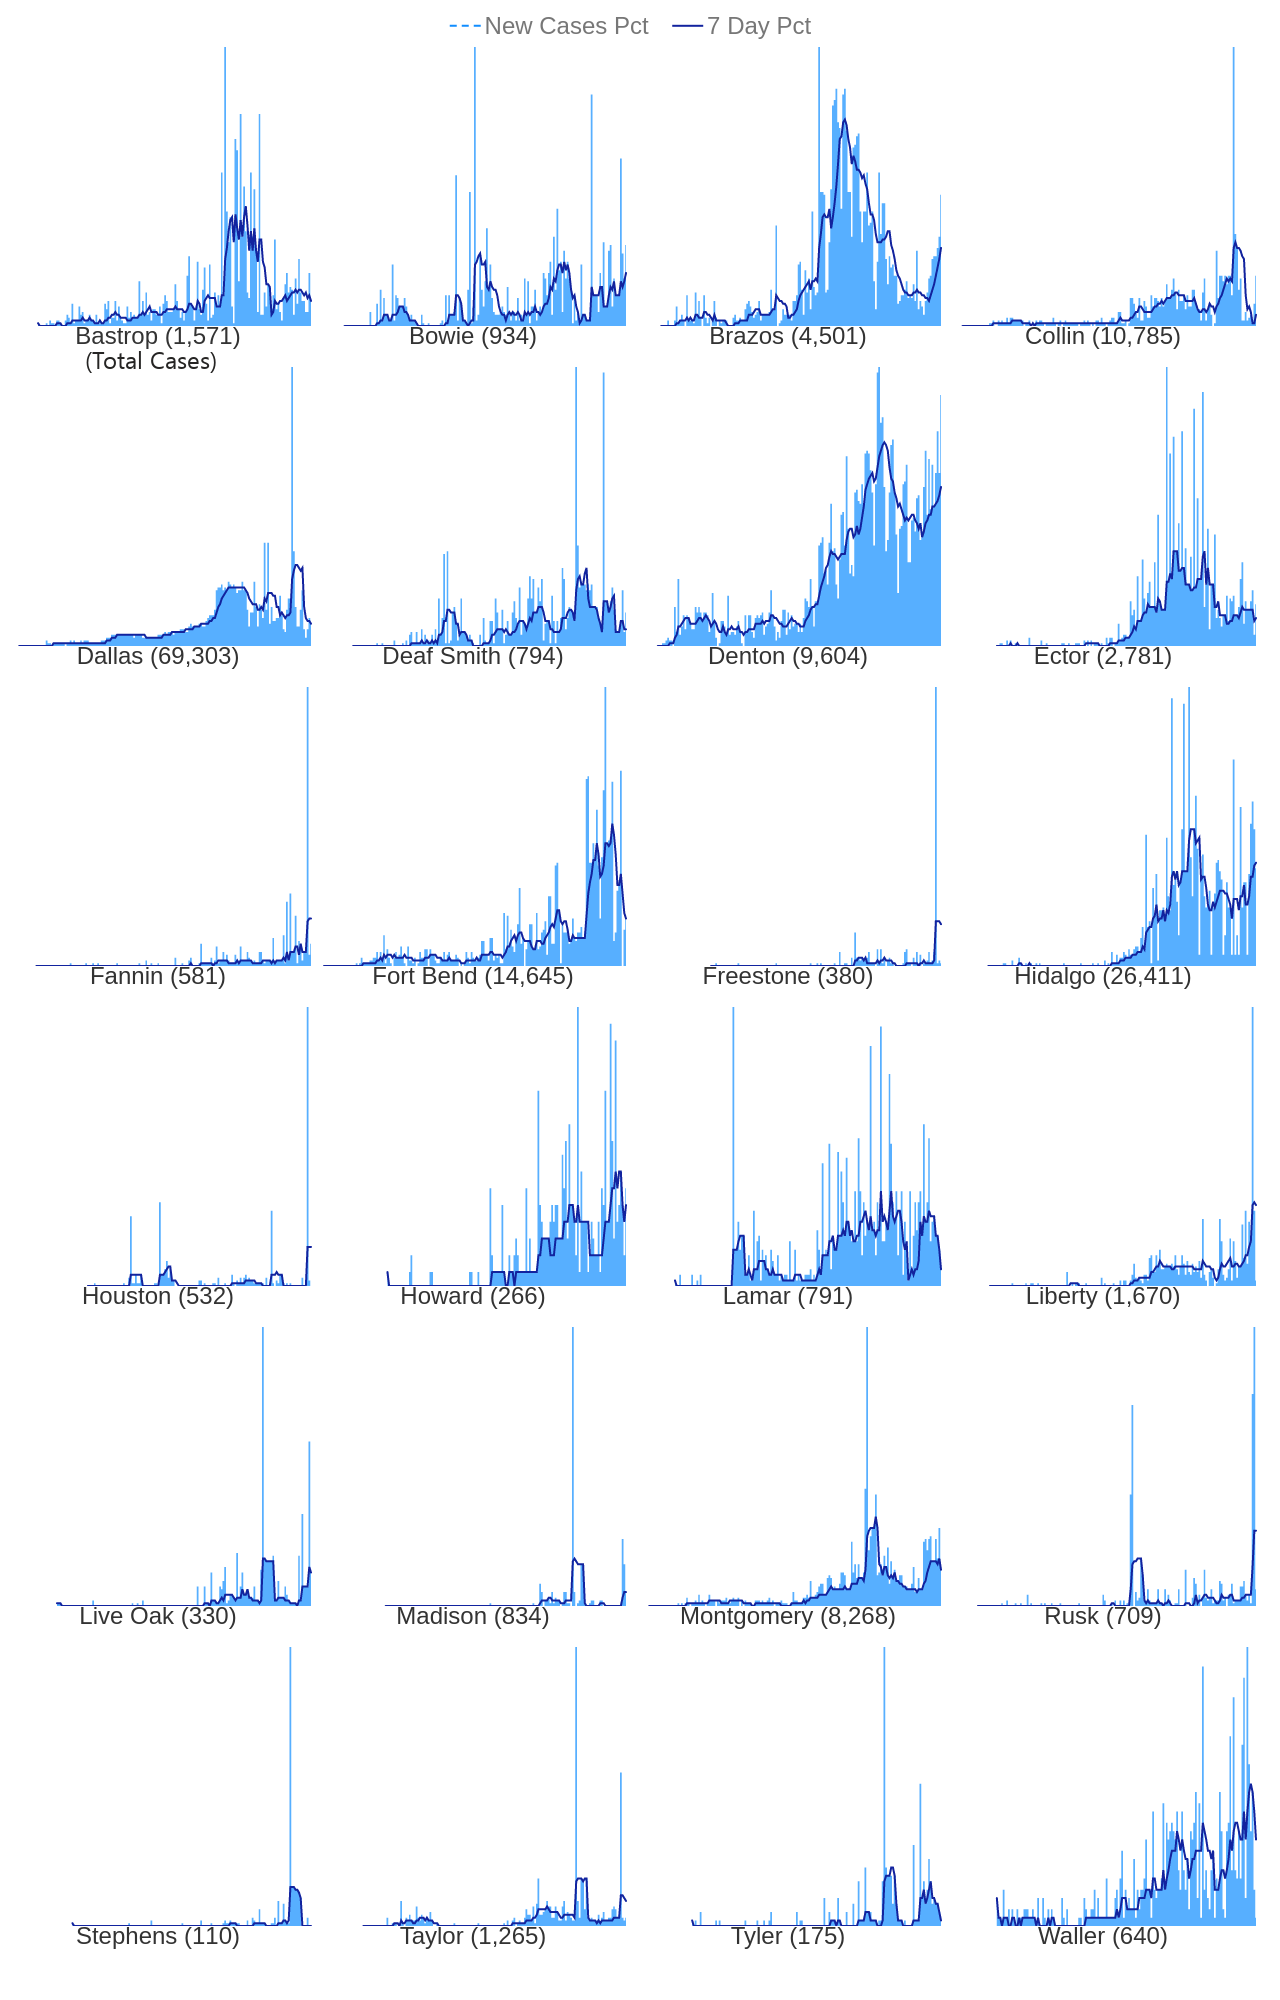 New Cases Pct 7 Day Pct
Bastrop (1,571) Bowie (934) Brazos (4,501) Collin (10,785)
(Total Cases)
Dallas (69,303) Deaf Smith (794) Denton (9,604) Ector (2,781)
Fannin (581) Fort Bend (14,645) Freestone (380) Hidalgo (26,411)
Houston (532) Howard (266) Lamar (791) Liberty (1,670)
Live Oak (330) Madison (834) Montgomery (8,268) Rusk (709)
Stephens (110) Taylor (1,265) Tyler (175) Waller (640)